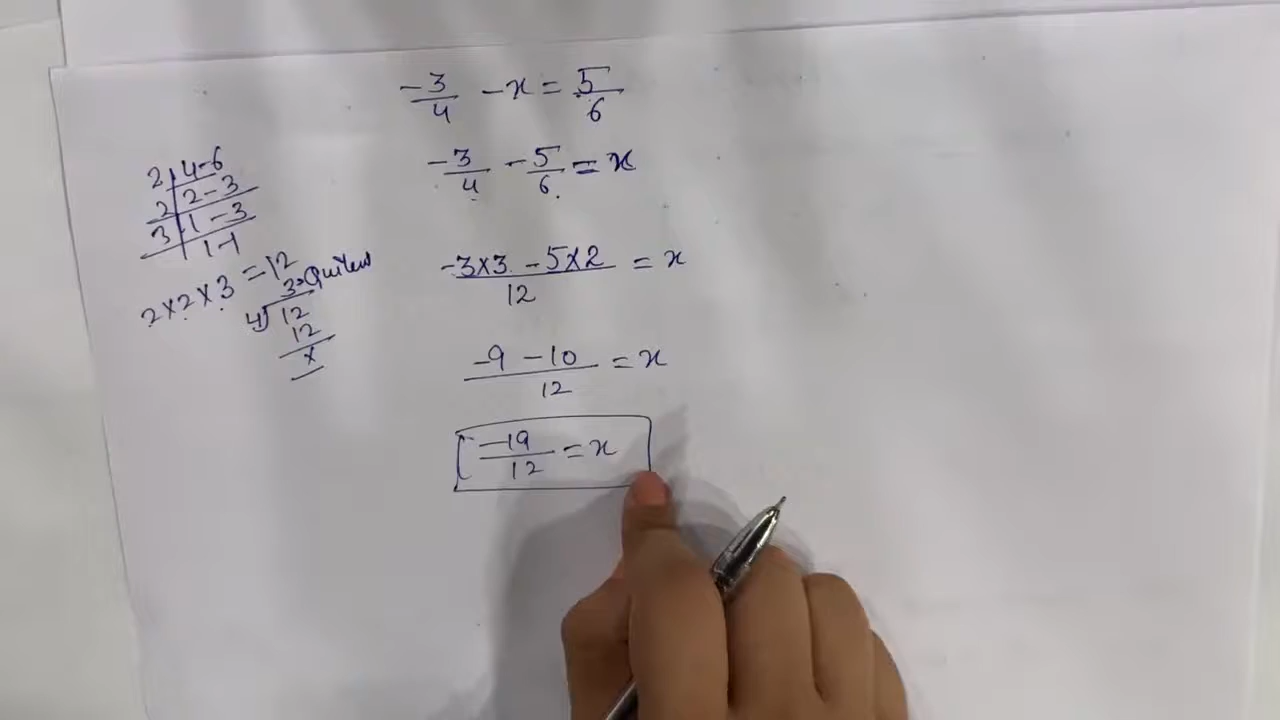 -3/4 - x = 5/6
-3/4 - 5/6 = x
2 | 4-6
2 | 2-3
3 | 1-3
1-1
2×2×3 = 12
3
4) 12
12
x
-3×3 - 5×2 / 12 = x
-9 - 10 / 12 = x
-19/12 = x